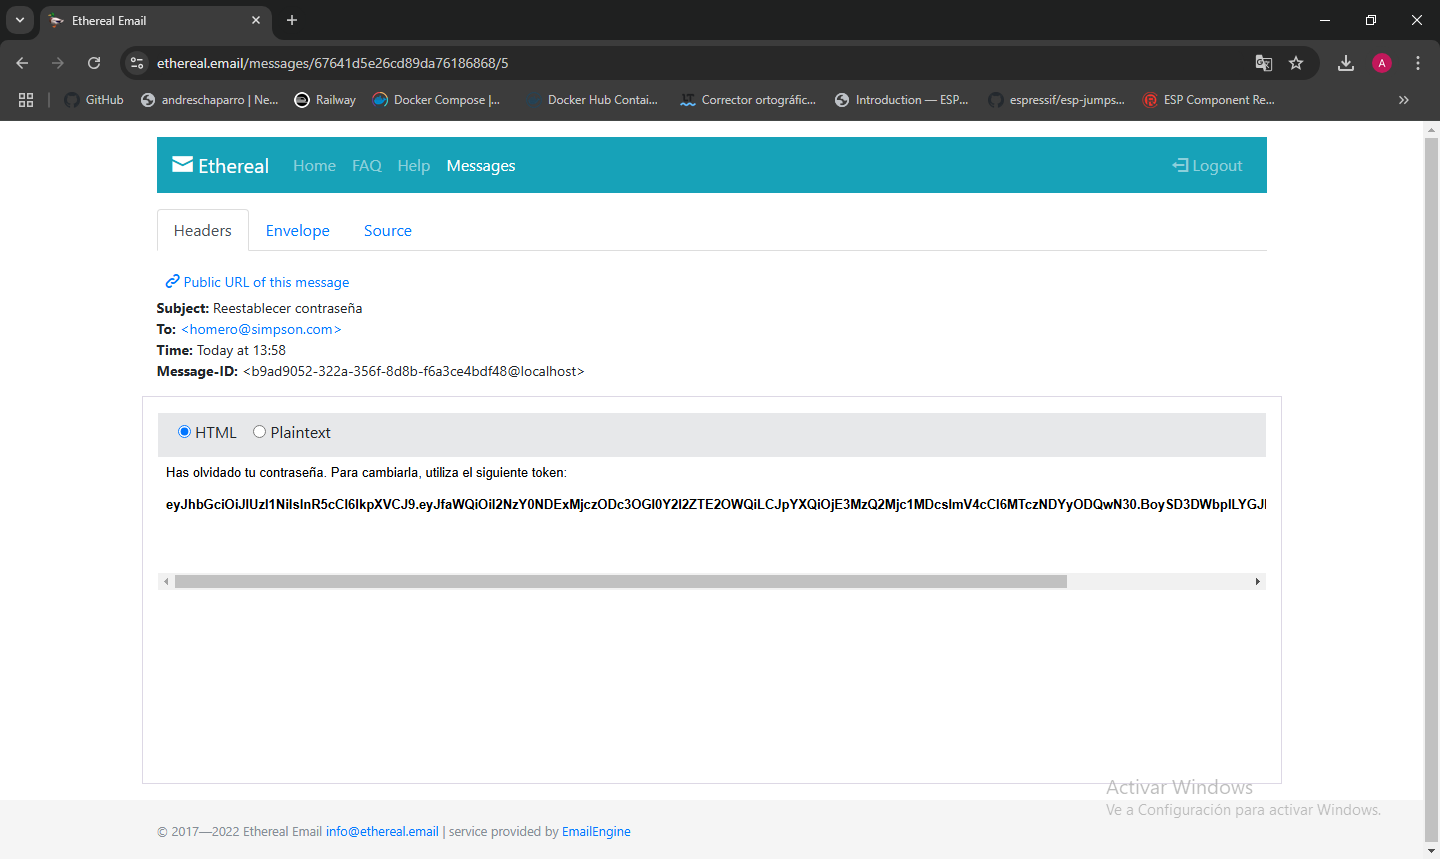 Ethereal Email
ethereal.email/messages/67641d5e26cd89da76186868/5
A
GitHub
andreschaparro | Ne...
Railway
Docker Compose |...
Docker Hub Contai...
Corrector ortográfic...
Introduction — ESP...
espressif/esp-jumps...
ESP Component Re...
Ethereal
Home
FAQ
Help
Messages
Logout
Headers
Envelope
Source
Public URL of this message
Subject: Reestablecer contraseña
To: <homero@simpson.com>
Time: Today at 13:58
Message-ID: <b9ad9052-322a-356f-8d8b-f6a3ce4bdf48@localhost>
HTML
Plaintext
Has olvidado tu contraseña. Para cambiarla, utiliza el siguiente token:
Activar Windows
Ve a Configuración para activar Windows.
© 2017—2022 Ethereal Email info@ethereal.email | service provided by EmailEngine